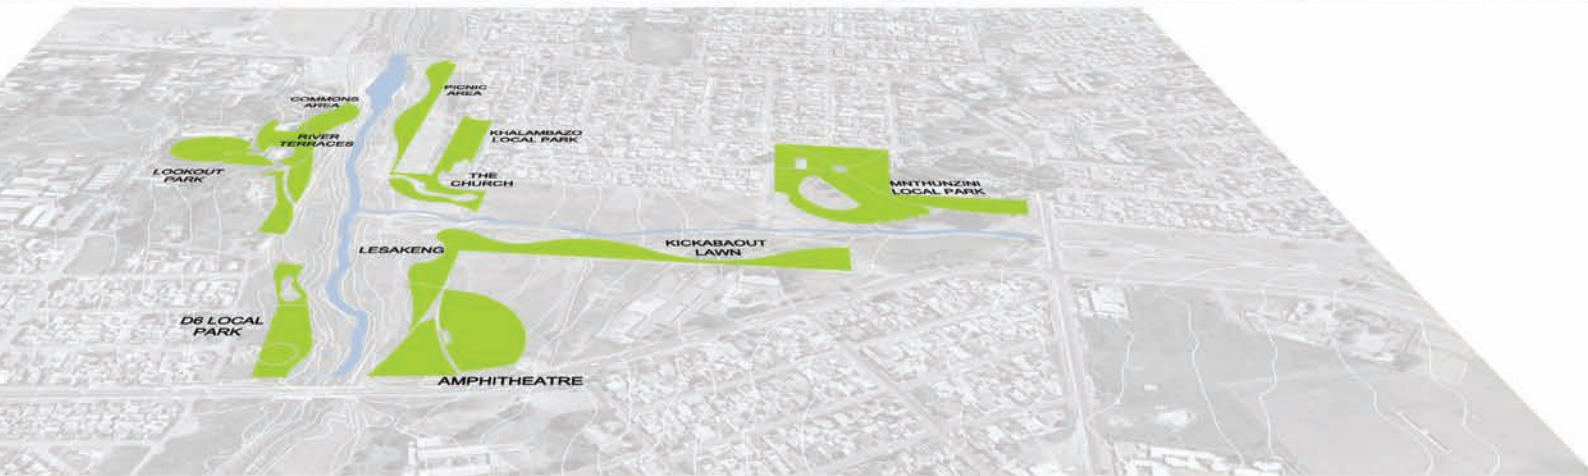 PICNIC
AREA
COMMONS
AREA
RIVER
TERRACES
KHALAMBAZO
LOCAL PARK
LOOKOUT
PARK
THE
CHURCH
MNTHUNZINI
LOCAL PARK
LESAKENG
KICKABAOUT
LAWN
D6 LOCAL
PARK
AMPHITHEATRE